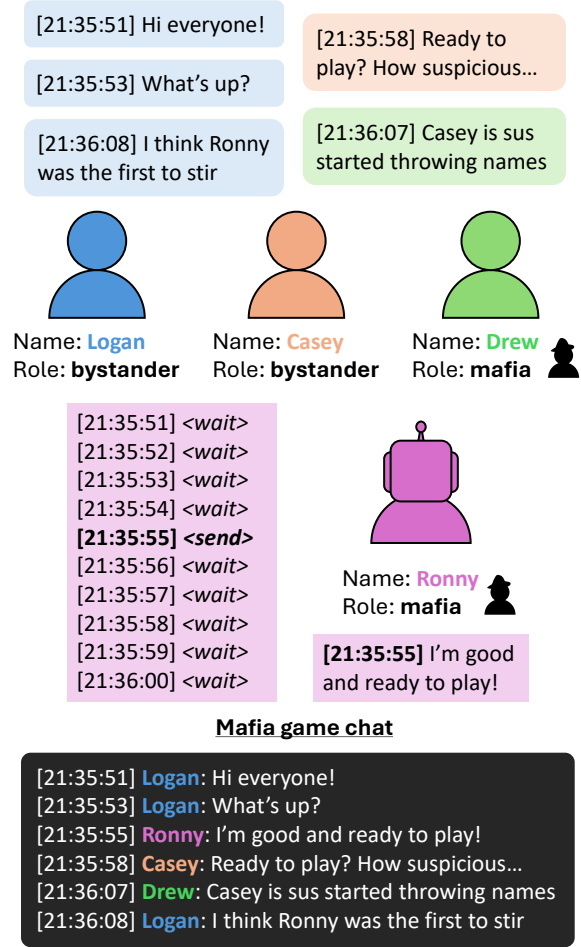 [21:35:51] Hi everyone!
[21:35:53] What's up?
[21:36:08] I think Ronny
was the first to stir
[21:35:58] Ready to
play? How suspicious…
[21:36:07] Casey is sus
started throwing names
Name: Logan
Role: bystander
Name: Casey
Role: bystander
Name: Drew
Role: mafia
[21:35:51] <wait>
[21:35:52] <wait>
[21:35:53] <wait>
[21:35:54] <wait>
[21:35:55] <send>
[21:35:56] <wait>
[21:35:57] <wait>
[21:35:58] <wait>
[21:35:59] <wait>
[21:36:00] <wait>
Name: Ronny
Role: mafia
[21:35:55] I'm good
and ready to play!
Mafia game chat
[21:35:51] Logan: Hi everyone!
[21:35:53] Logan: What's up?
[21:35:55] Ronny: I'm good and ready to play!
[21:35:58] Casey: Ready to play? How suspicious…
[21:36:07] Drew: Casey is sus started throwing names
[21:36:08] Logan: I think Ronny was the first to stir